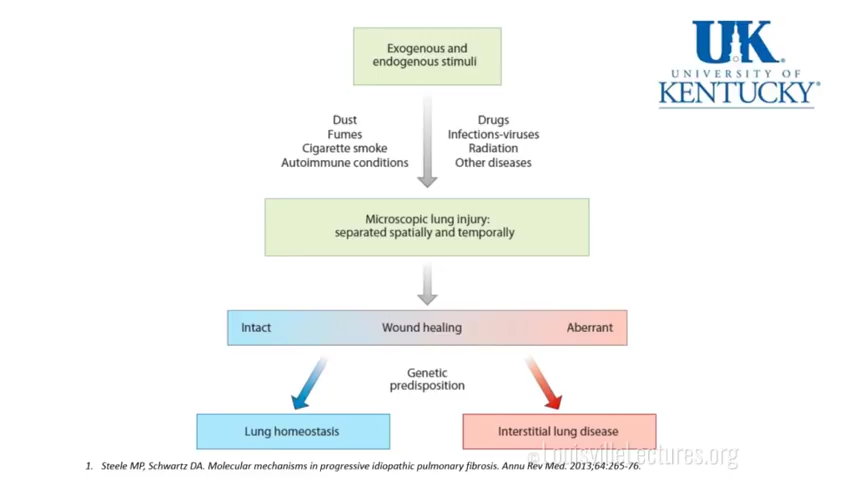 Exogenous and
endogenous stimuli
UK
UNIVERSITY OF
KENTUCKY®
Dust
Fumes
Cigarette smoke
Autoimmune conditions
Drugs
Infections-viruses
Radiation
Other diseases
Microscopic lung injury:
separated spatially and temporally
Intact
Wound healing
Aberrant
Genetic
predisposition
Lung homeostasis
Interstitial lung disease
©LouisvilleLectures.org
1. Steele MP, Schwartz DA. Molecular mechanisms in progressive idiopathic pulmonary fibrosis. Annu Rev Med. 2013;64:265-76.